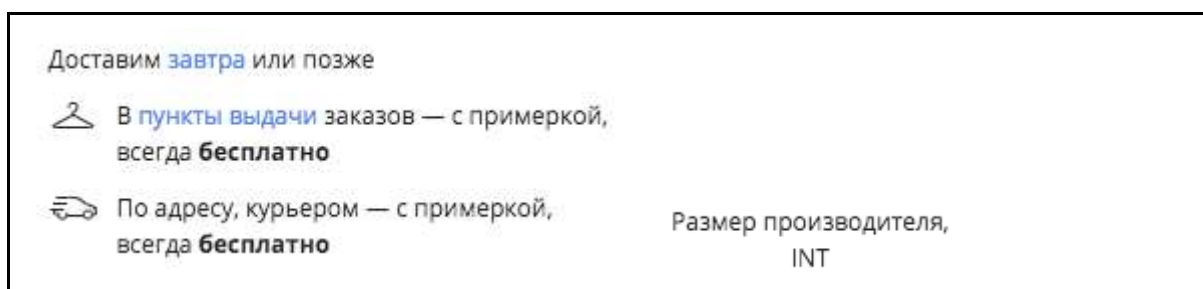 Доставим завтра или позже
В пункты выдачи заказов — с примеркой,
всегда бесплатно
По адресу, курьером — с примеркой,
всегда бесплатно
Размер производителя,
INT